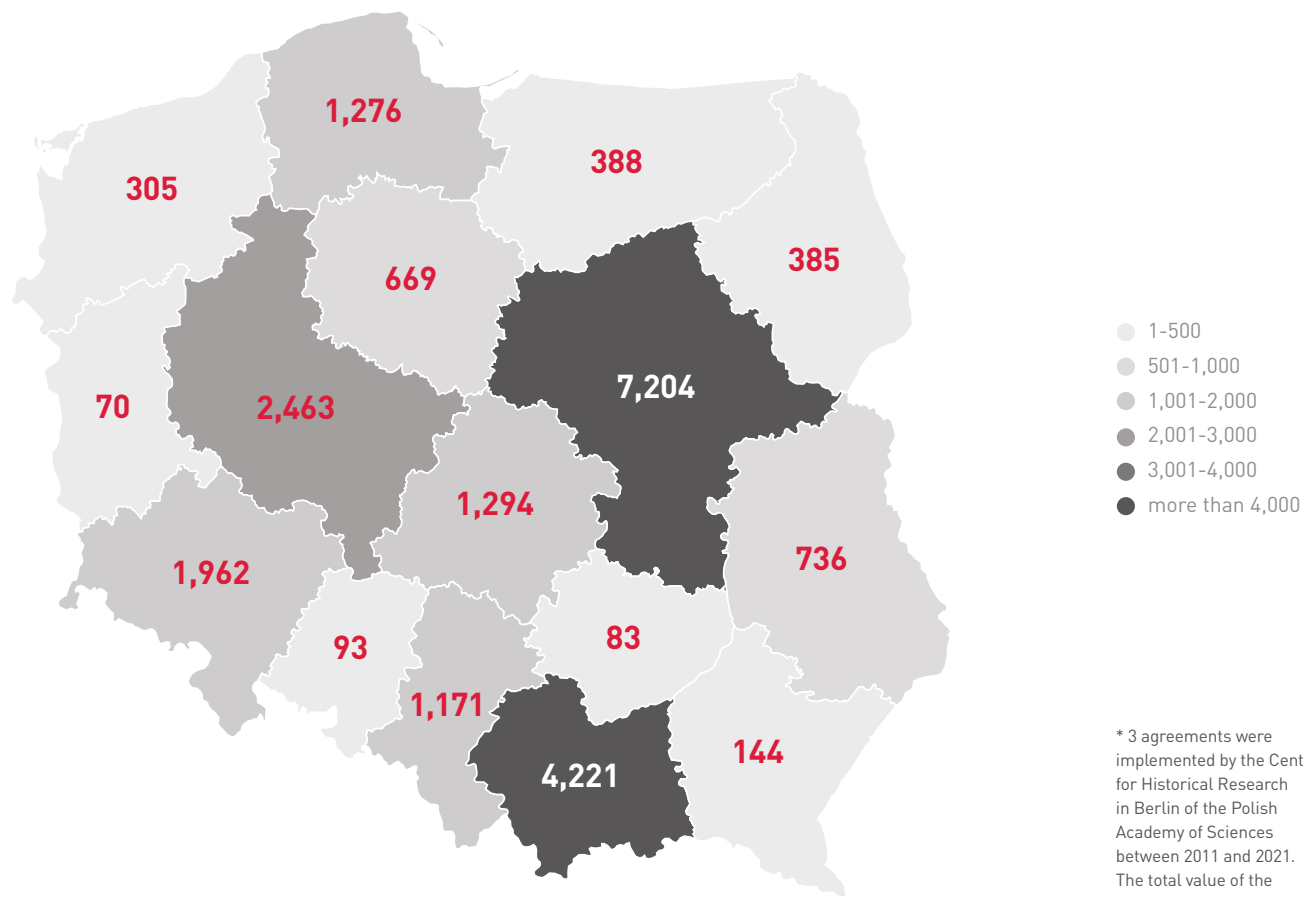 1,276
388
305
385
669
7,204
70
2,463
1,294
736
1,962
83
93
1,171
144
4,221
1-500
501-1,000
1,001-2,000
2,001-3,000
3,001-4,000
more than 4,000
* 3 agreements were
implemented by the Cent
for Historical Research
in Berlin of the Polish
Academy of Sciences
between 2011 and 2021.
The total value of the